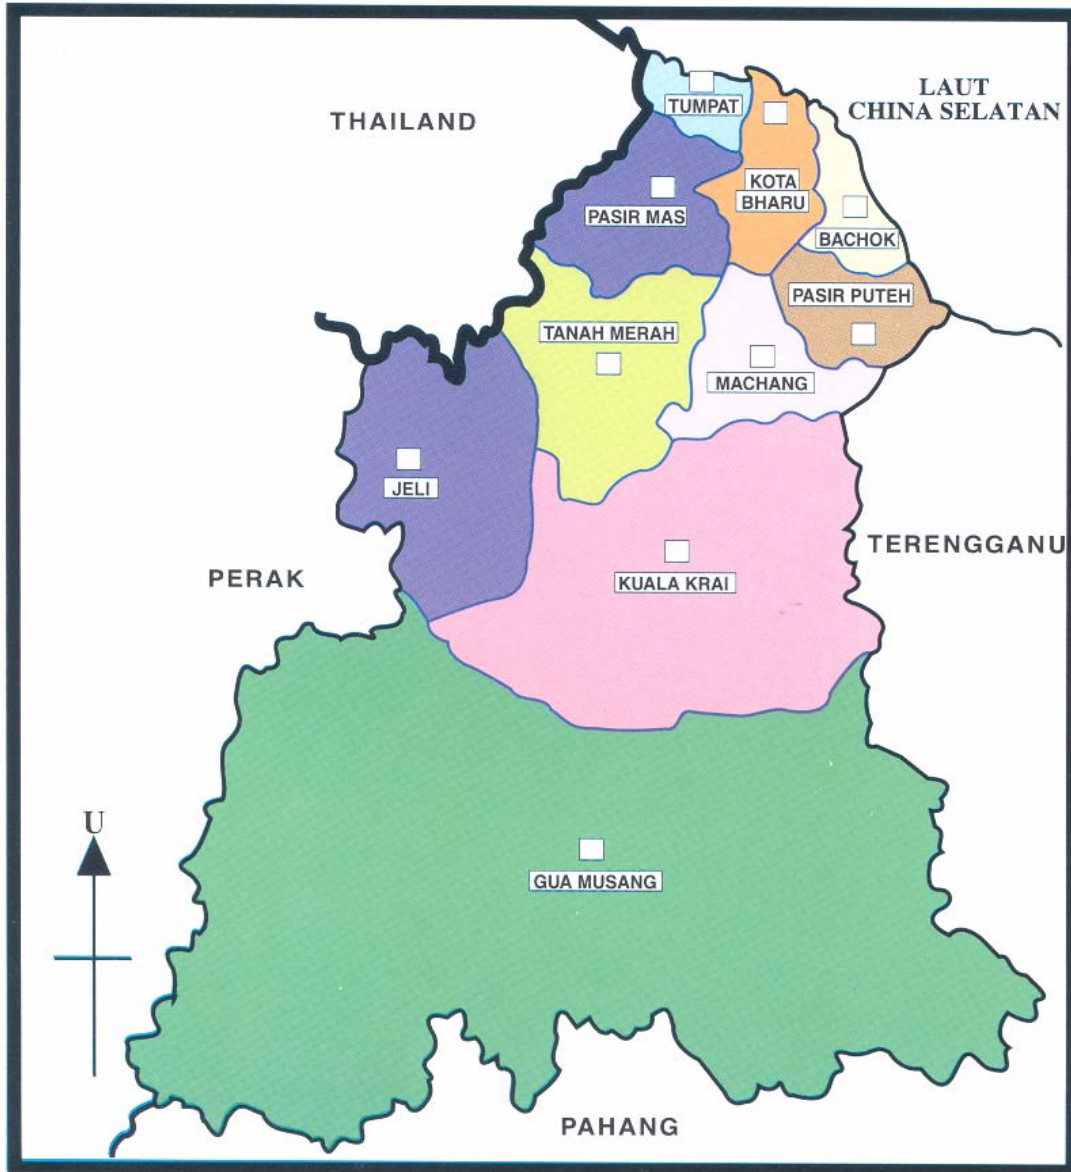 LAUT
CHINA SELATAN
THAILAND
TUMPAT
KOTA
BHARU
PASIR MAS
BACHOK
PASIR PUTEH
TANAH MERAH
MACHANG
JELI
TERENGGANU
PERAK
KUALA KRAI
U
GUA MUSANG
PAHANG